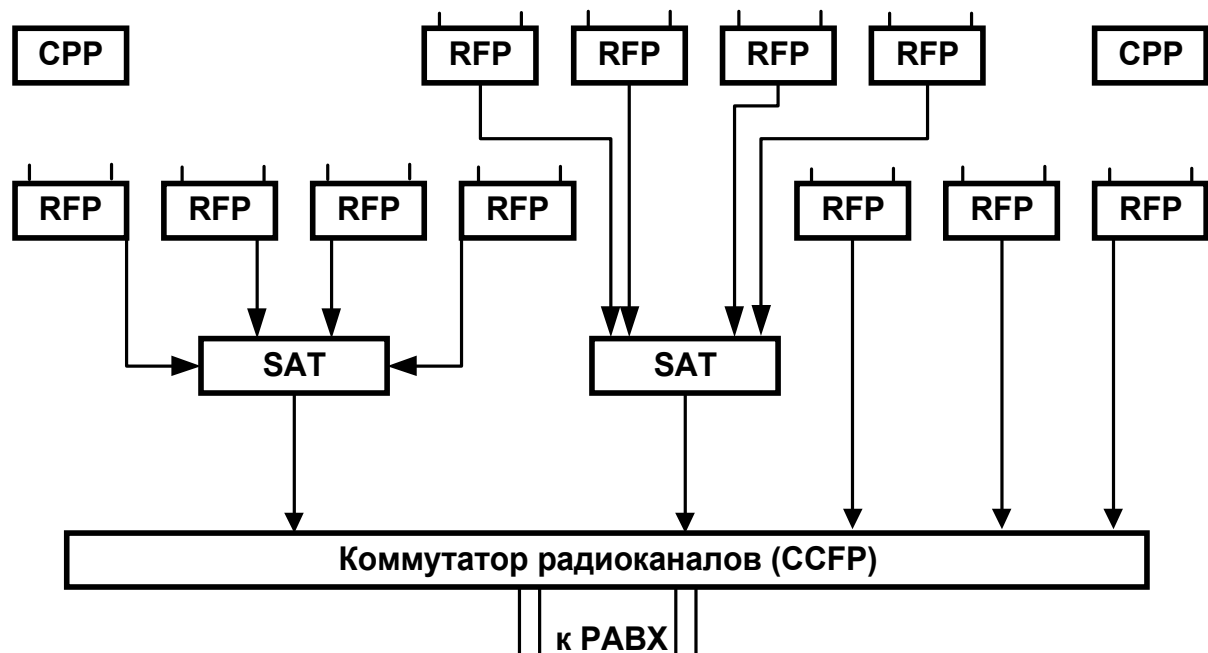 CPP RFP RFP RFP RFP CPP
RFP RFP RFP RFP RFP RFP RFP
SAT SAT
Коммутатор радиоканалов (CCFP)
к PABX